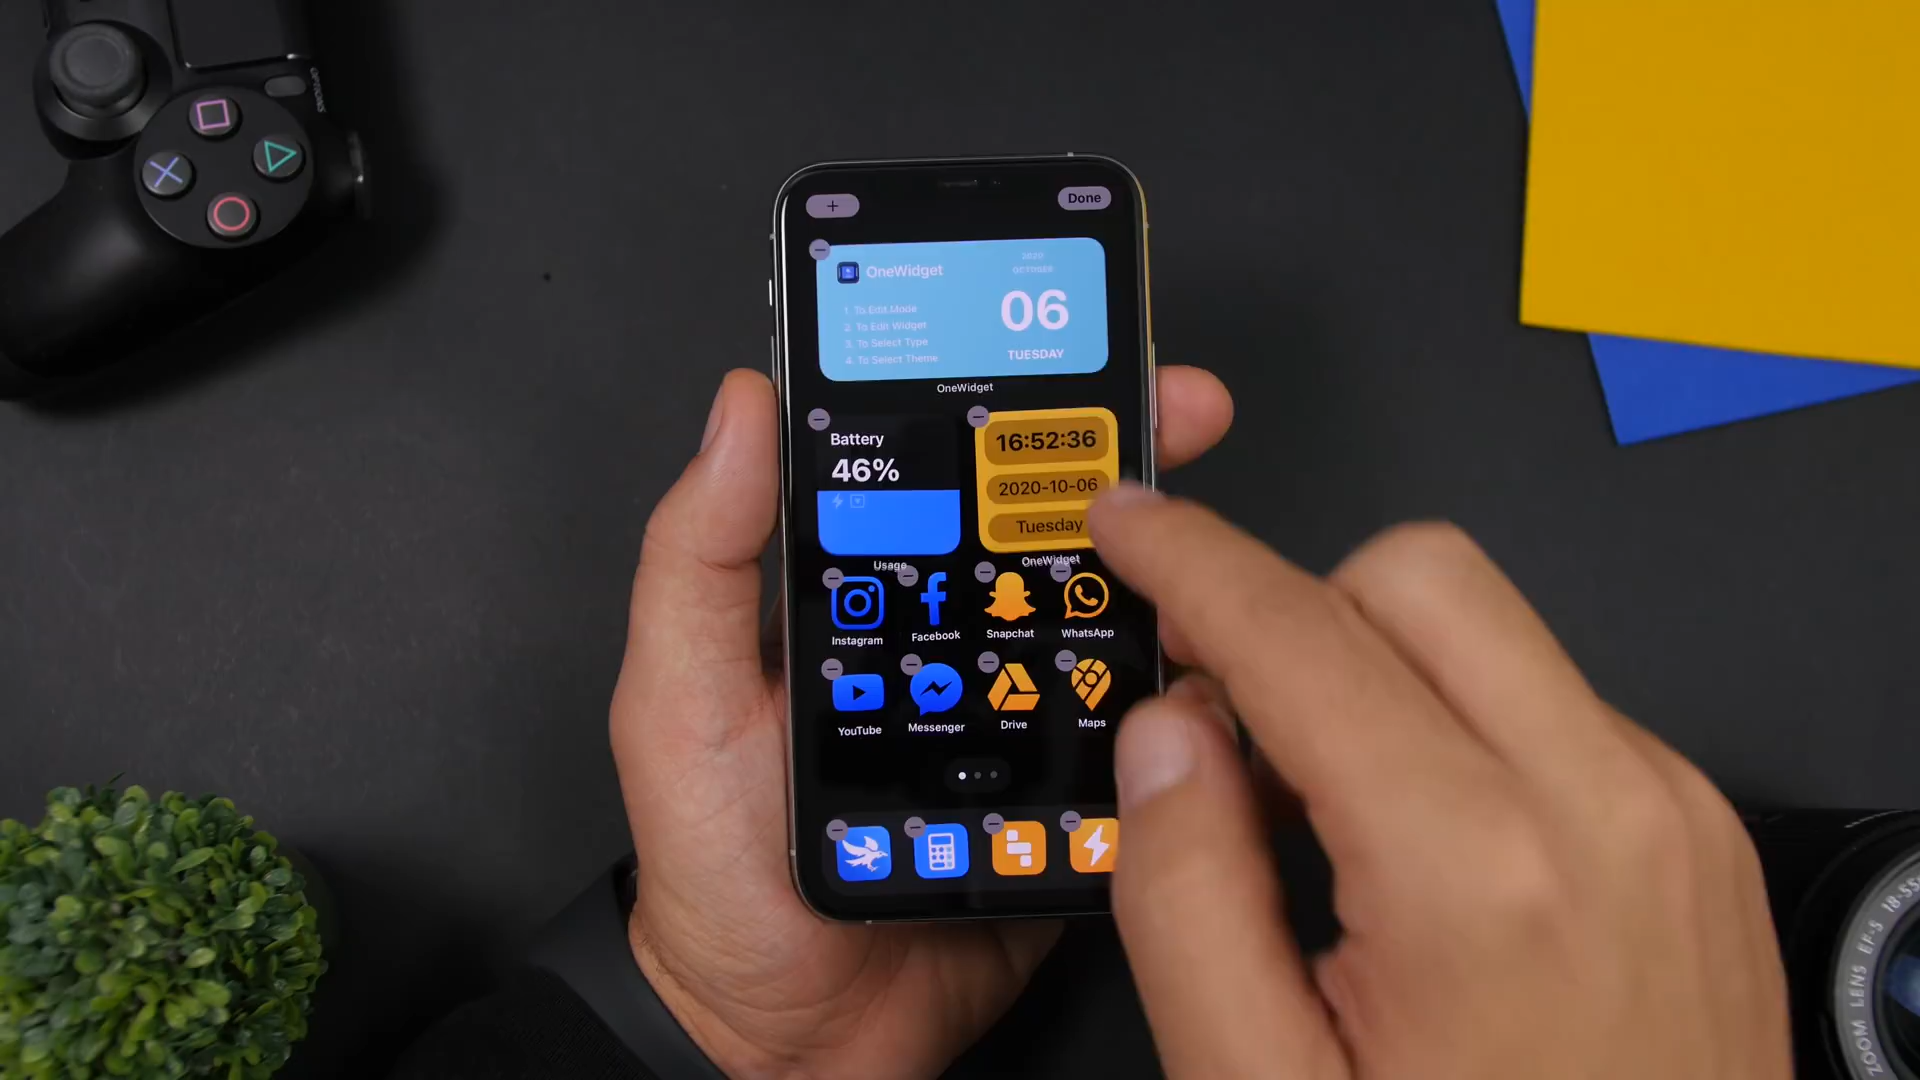 OPTIONS
+
Done
OneWidget
2020
OCTOBER
06
TUESDAY
1. To Edit Mode
2. To Edit Widget
3. To Select Type
4. To Select Theme
OneWidget
Battery
46%
Usage
16:52:36
2020-10-06
Tuesday
OneWidget
Instagram
Facebook
Snapchat
WhatsApp
YouTube
Messenger
Drive
Maps
ZOOM LENS EF-S 18-55